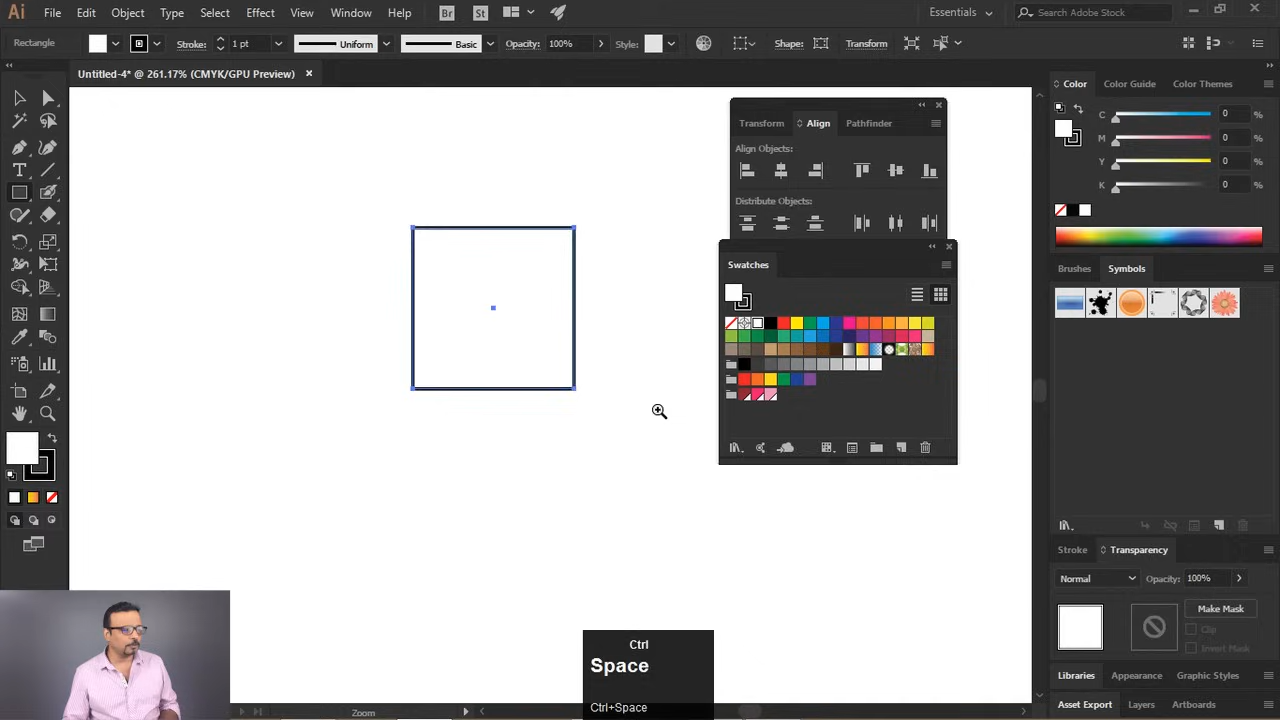 Ai File Edit Object Type Select Effect View Window Help Br St Essentials Search Adobe Stock
Rectangle Stroke: 1 pt Uniform Basic Opacity: 100% Style: Shape: Transform
Untitled-4* @ 261.17% (CMYK/GPU Preview)
Color Color Guide Color Themes
C 0 %
M 0 %
Y 0 %
K 0 %
Transform Align Pathfinder
Align Objects:
Distribute Objects:
Swatches
Brushes Symbols
Stroke Transparency
Normal Opacity: 100%
Make Mask
Clip
Invert Mask
Libraries Appearance Graphic Styles
Asset Export Layers Artboards
Ctrl
Space
Ctrl+Space
Zoom